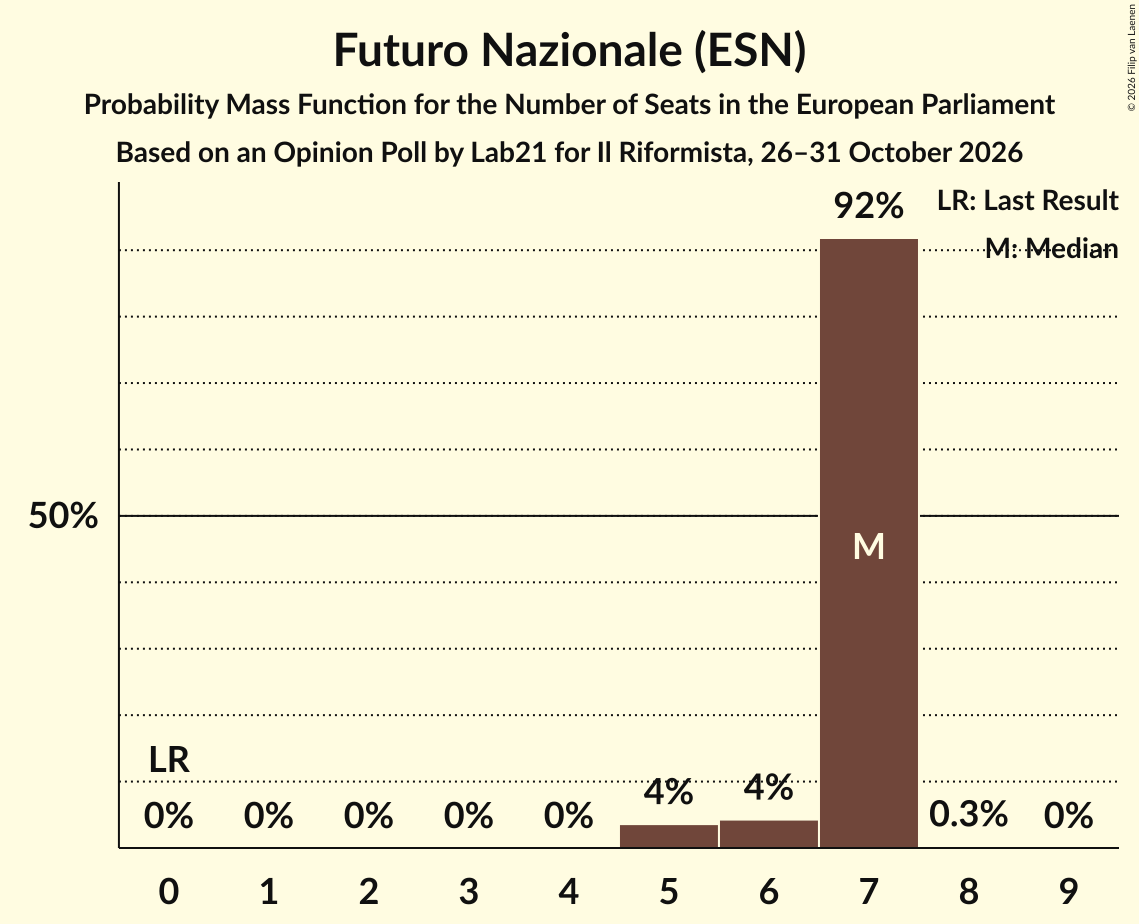 Futuro Nazionale (ESN)
Probability Mass Function for the Number of Seats in the European Parliament
Based on an Opinion Poll by Lab21 for Il Riformista, 26–31 October 2026
© 2026 Filip van Laenen
LR: Last Result
M: Median
92%
50%
M
LR
0% 0% 0% 0% 0% 4% 4% 0.3% 0%
0 1 2 3 4 5 6 7 8 9